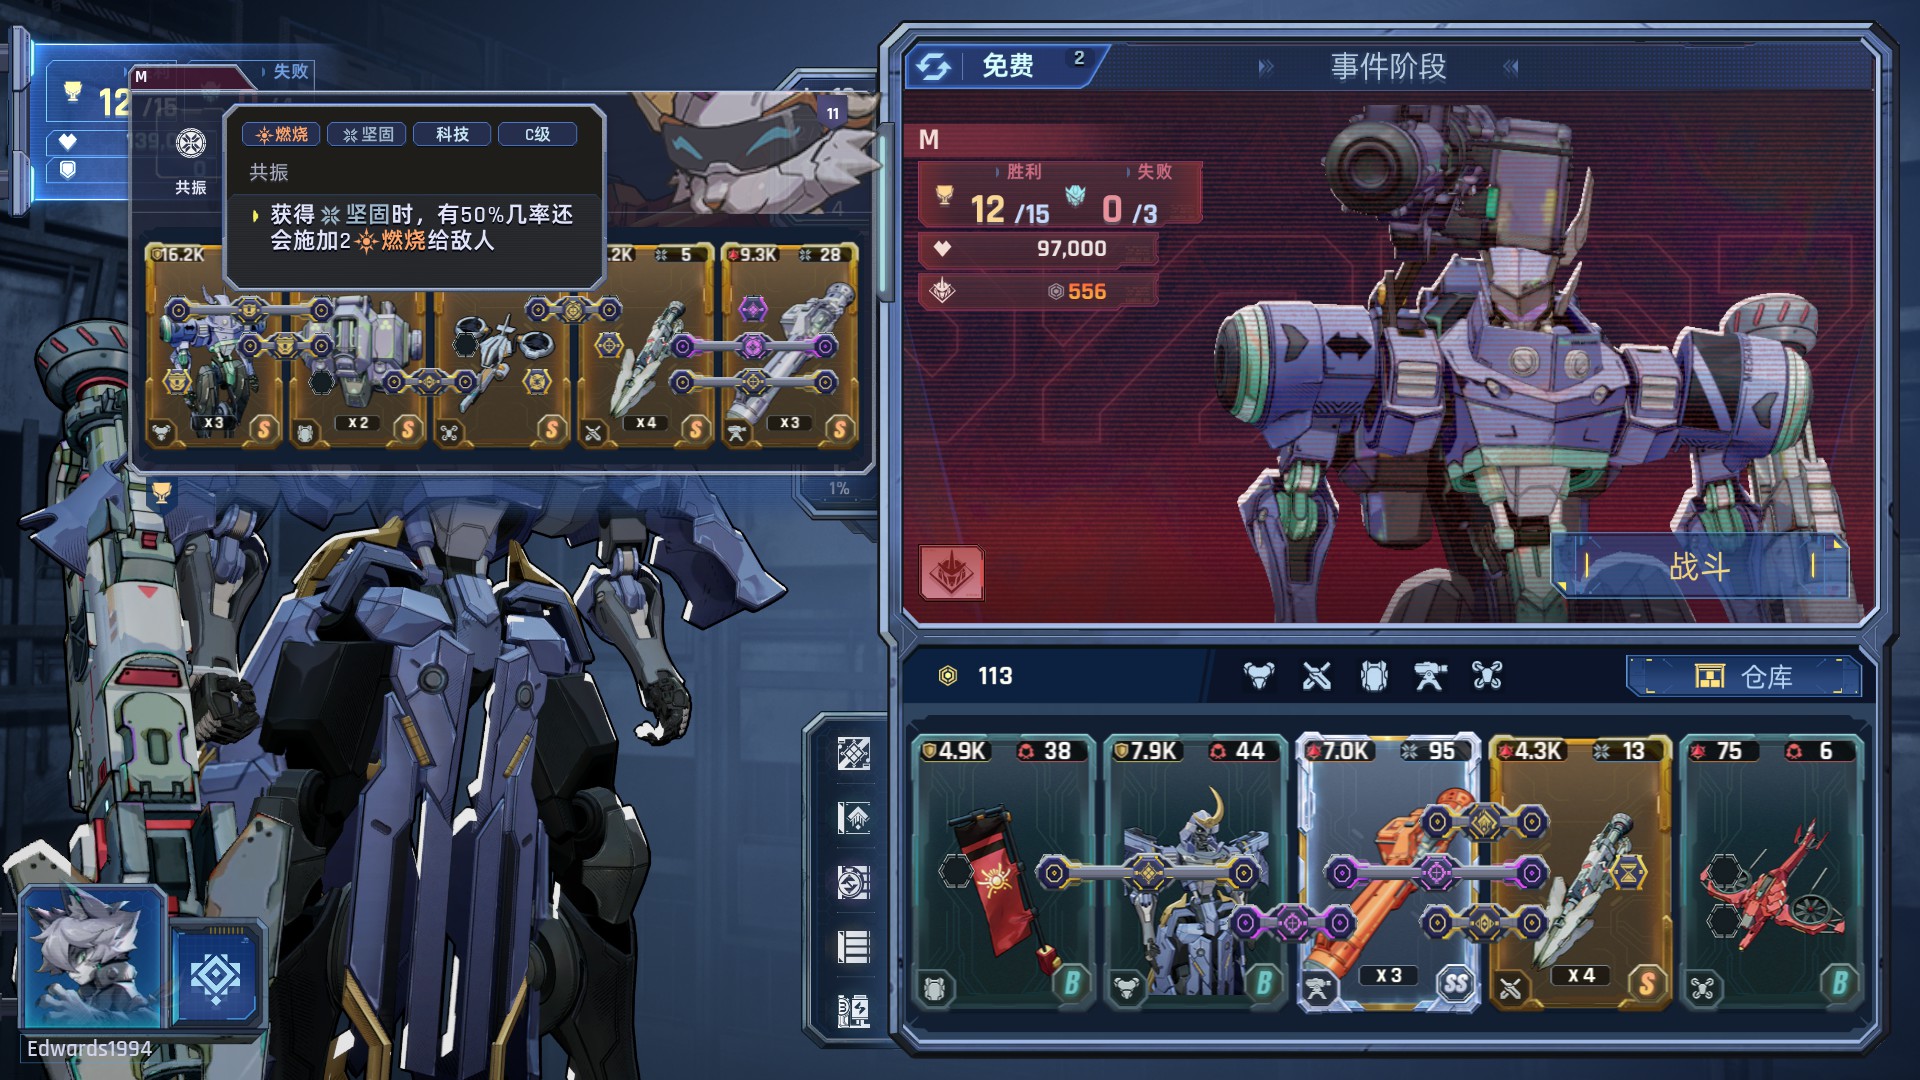 失败
12 /15
M
11
燃烧 坚固 科技 C级
共振
共振
获得坚固时，有50%几率还
会施加2燃烧给敌人
16.2K
.2K 5
9.3K 28
x3 S
x2 S
S
x4 S
x3 S
1%
Edwards1994
免费 2
事件阶段
M
胜利 失败
12 /15 0 /3
97,000
556
战斗
113
仓库
4.9K 38
7.9K 44
7.0K 95
4.3K 13
75 6
B
B
x3 SS
x4 S
B